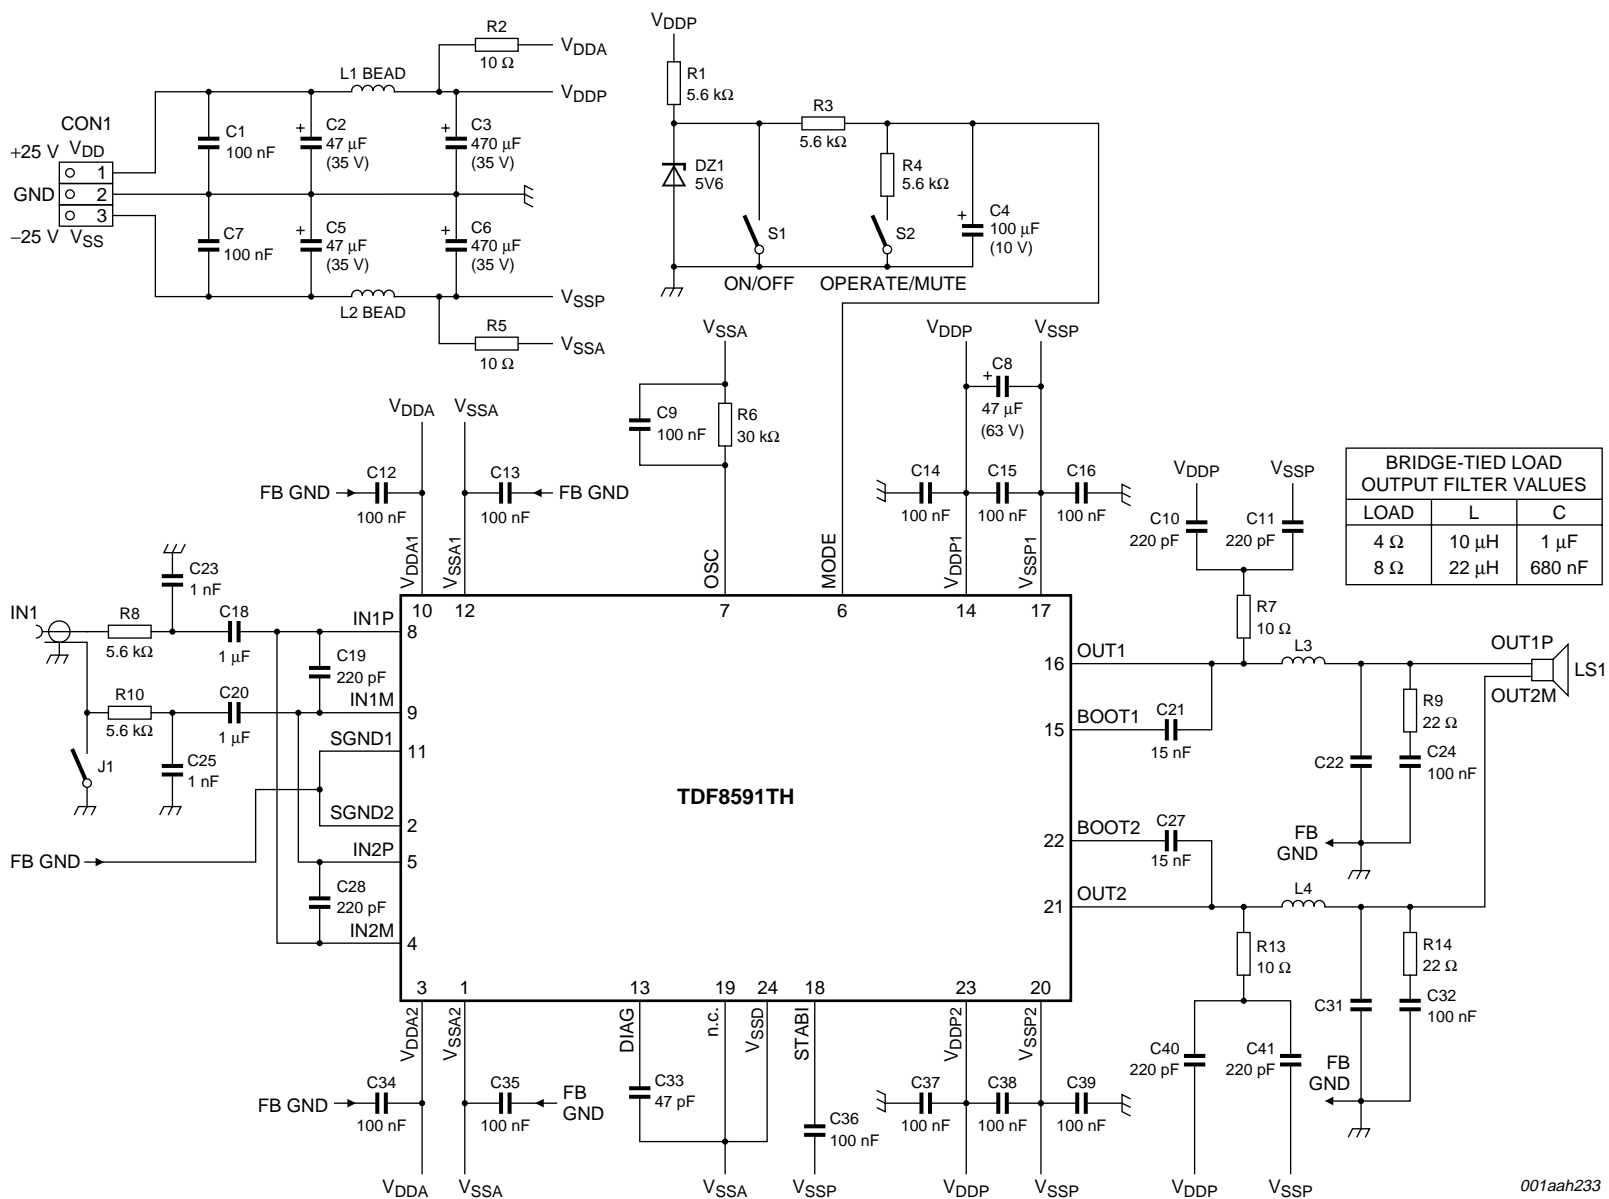 R2
10 Ω
VDDA
L1 BEAD
VDDP
CON1
+25 V
VDD
1
GND
2
3
−25 V
VSS
C1
100 nF
+
C2
47 μF
(35 V)
+
C3
470 μF
(35 V)
C7
100 nF
+
C5
47 μF
(35 V)
+
C6
470 μF
(35 V)
L2 BEAD
VSSP
R5
10 Ω
VSSA
VDDP
R1
5.6 kΩ
R3
5.6 kΩ
DZ1
5V6
R4
5.6 kΩ
S1
S2
+
C4
100 μF
(10 V)
ON/OFF
OPERATE/MUTE
VSSA
C9
100 nF
R6
30 kΩ
VDDP
VSSP
+
C8
47 μF
(63 V)
C14
100 nF
C15
100 nF
C16
100 nF
VDDA
VSSA
C12
FB GND
100 nF
C13
FB GND
100 nF
VDDA1
VSSA1
OSC
MODE
VDDP1
VSSP1
10
12
7
6
14
17
VDDP
VSSP
C10
220 pF
C11
220 pF
R7
10 Ω
BRIDGE-TIED LOAD
OUTPUT FILTER VALUES
LOAD L C
4 Ω 10 μH 1 μF
8 Ω 22 μH 680 nF
C23
1 nF
IN1
R8
5.6 kΩ
C18
1 μF
IN1P
8
C19
220 pF
R10
5.6 kΩ
C20
1 μF
IN1M
9
J1
C25
1 nF
SGND1
11
SGND2
2
FB GND
IN2P
5
C28
220 pF
IN2M
4
TDF8591TH
16
OUT1
15
BOOT1
C21
15 nF
L3
OUT1P
LS1
OUT2M
R9
22 Ω
C22
C24
100 nF
FB
GND
22
BOOT2
C27
15 nF
21
OUT2
L4
R13
10 Ω
R14
22 Ω
C31
C32
100 nF
FB
GND
C40
220 pF
C41
220 pF
VDDP
VSSP
3
1
13
19
24
18
23
20
VDDA2
VSSA2
DIAG
n.c.
VSSD
STABI
VDDP2
VSSP2
C34
FB GND
100 nF
C35
FB
GND
100 nF
C33
47 pF
C36
100 nF
C37
100 nF
C38
100 nF
C39
100 nF
VDDA
VSSA
VSSA
VSSP
VDDP
VSSP
001aah233